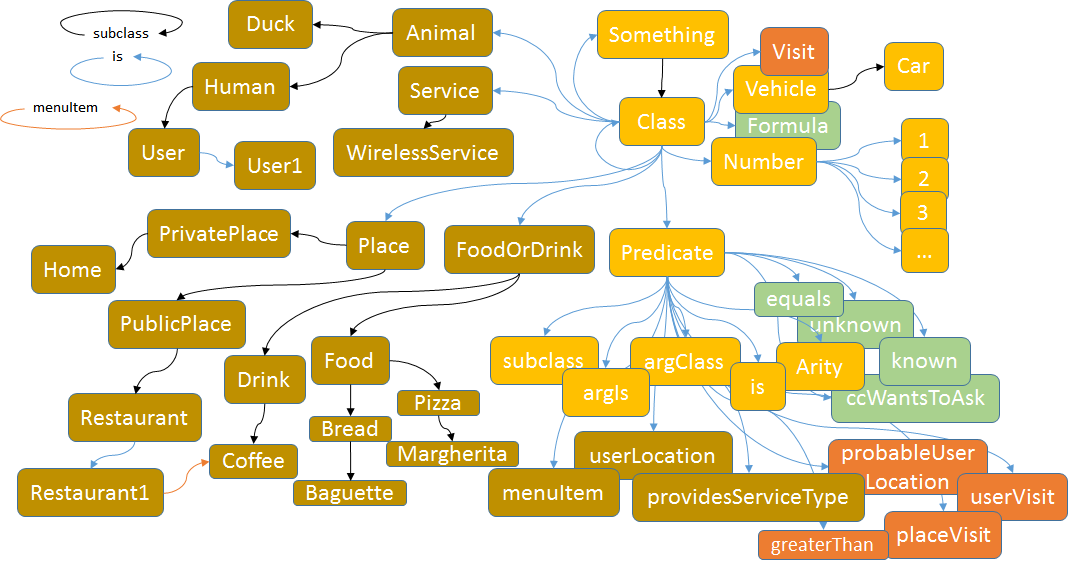 subclass
is
menuItem
Duck
Animal
Something
Visit
Car
Human
Service
Class
Vehicle
Formula
User
User1
WirelessService
Number
1
2
3
...
PrivatePlace
Place
FoodOrDrink
Predicate
Home
PublicPlace
equals
unknown
Drink
Food
subclass
argClass
is
Arity
known
argIs
ccWantsToAsk
Restaurant
Pizza
Bread
Coffee
Margherita
userLocation
probableUser
Location
Restaurant1
Baguette
menuItem
providesServiceType
userVisit
greaterThan
placeVisit